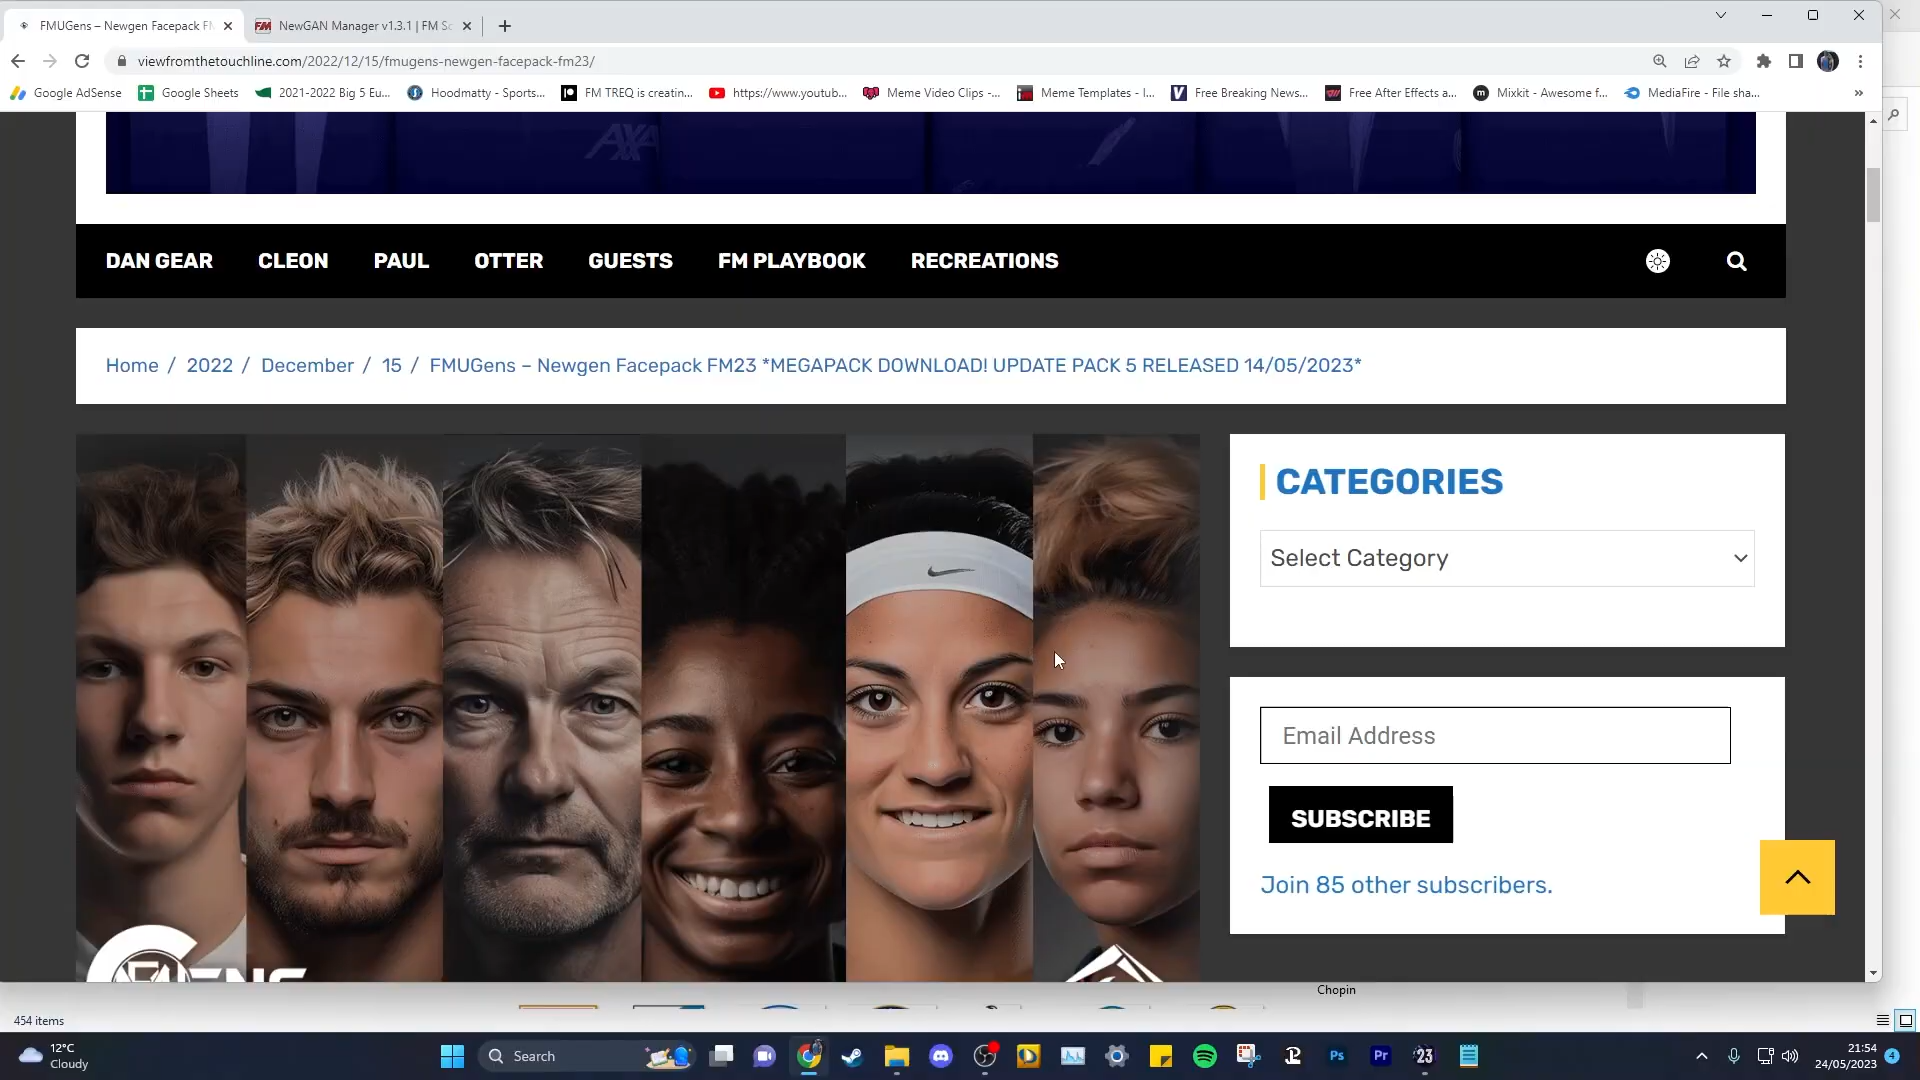 FMUGens – Newgen Facepack F
NewGAN Manager v1.3.1 | FM Sc
viewfromthetouchline.com/2022/12/15/fmugens-newgen-facepack-fm23/
Google AdSense
Google Sheets
2021-2022 Big 5 Eu...
Hoodmatty - Sports...
FM TREQ is creatin...
https://www.youtub...
Meme Video Clips -...
Meme Templates - I...
Free Breaking News...
Free After Effects a...
Mixkit - Awesome f...
MediaFire - File sha...
»
AXA
DAN GEAR
CLEON
PAUL
OTTER
GUESTS
FM PLAYBOOK
RECREATIONS
Home / 2022 / December / 15 / FMUGens – Newgen Facepack FM23 *MEGAPACK DOWNLOAD! UPDATE PACK 5 RELEASED 14/05/2023*
CATEGORIES
Select Category
Email Address
SUBSCRIBE
Join 85 other subscribers.
Chopin
454 items
12°C
Cloudy
Search
Ps
Pr
23
21:54
24/05/2023
4